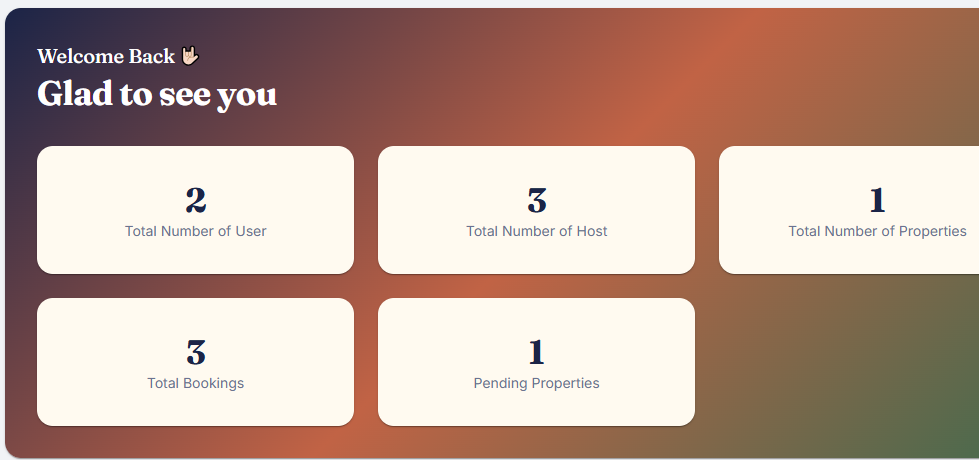 Welcome Back 🤘🏻
Glad to see you
2
Total Number of User
3
Total Number of Host
1
Total Number of Properties
3
Total Bookings
1
Pending Properties